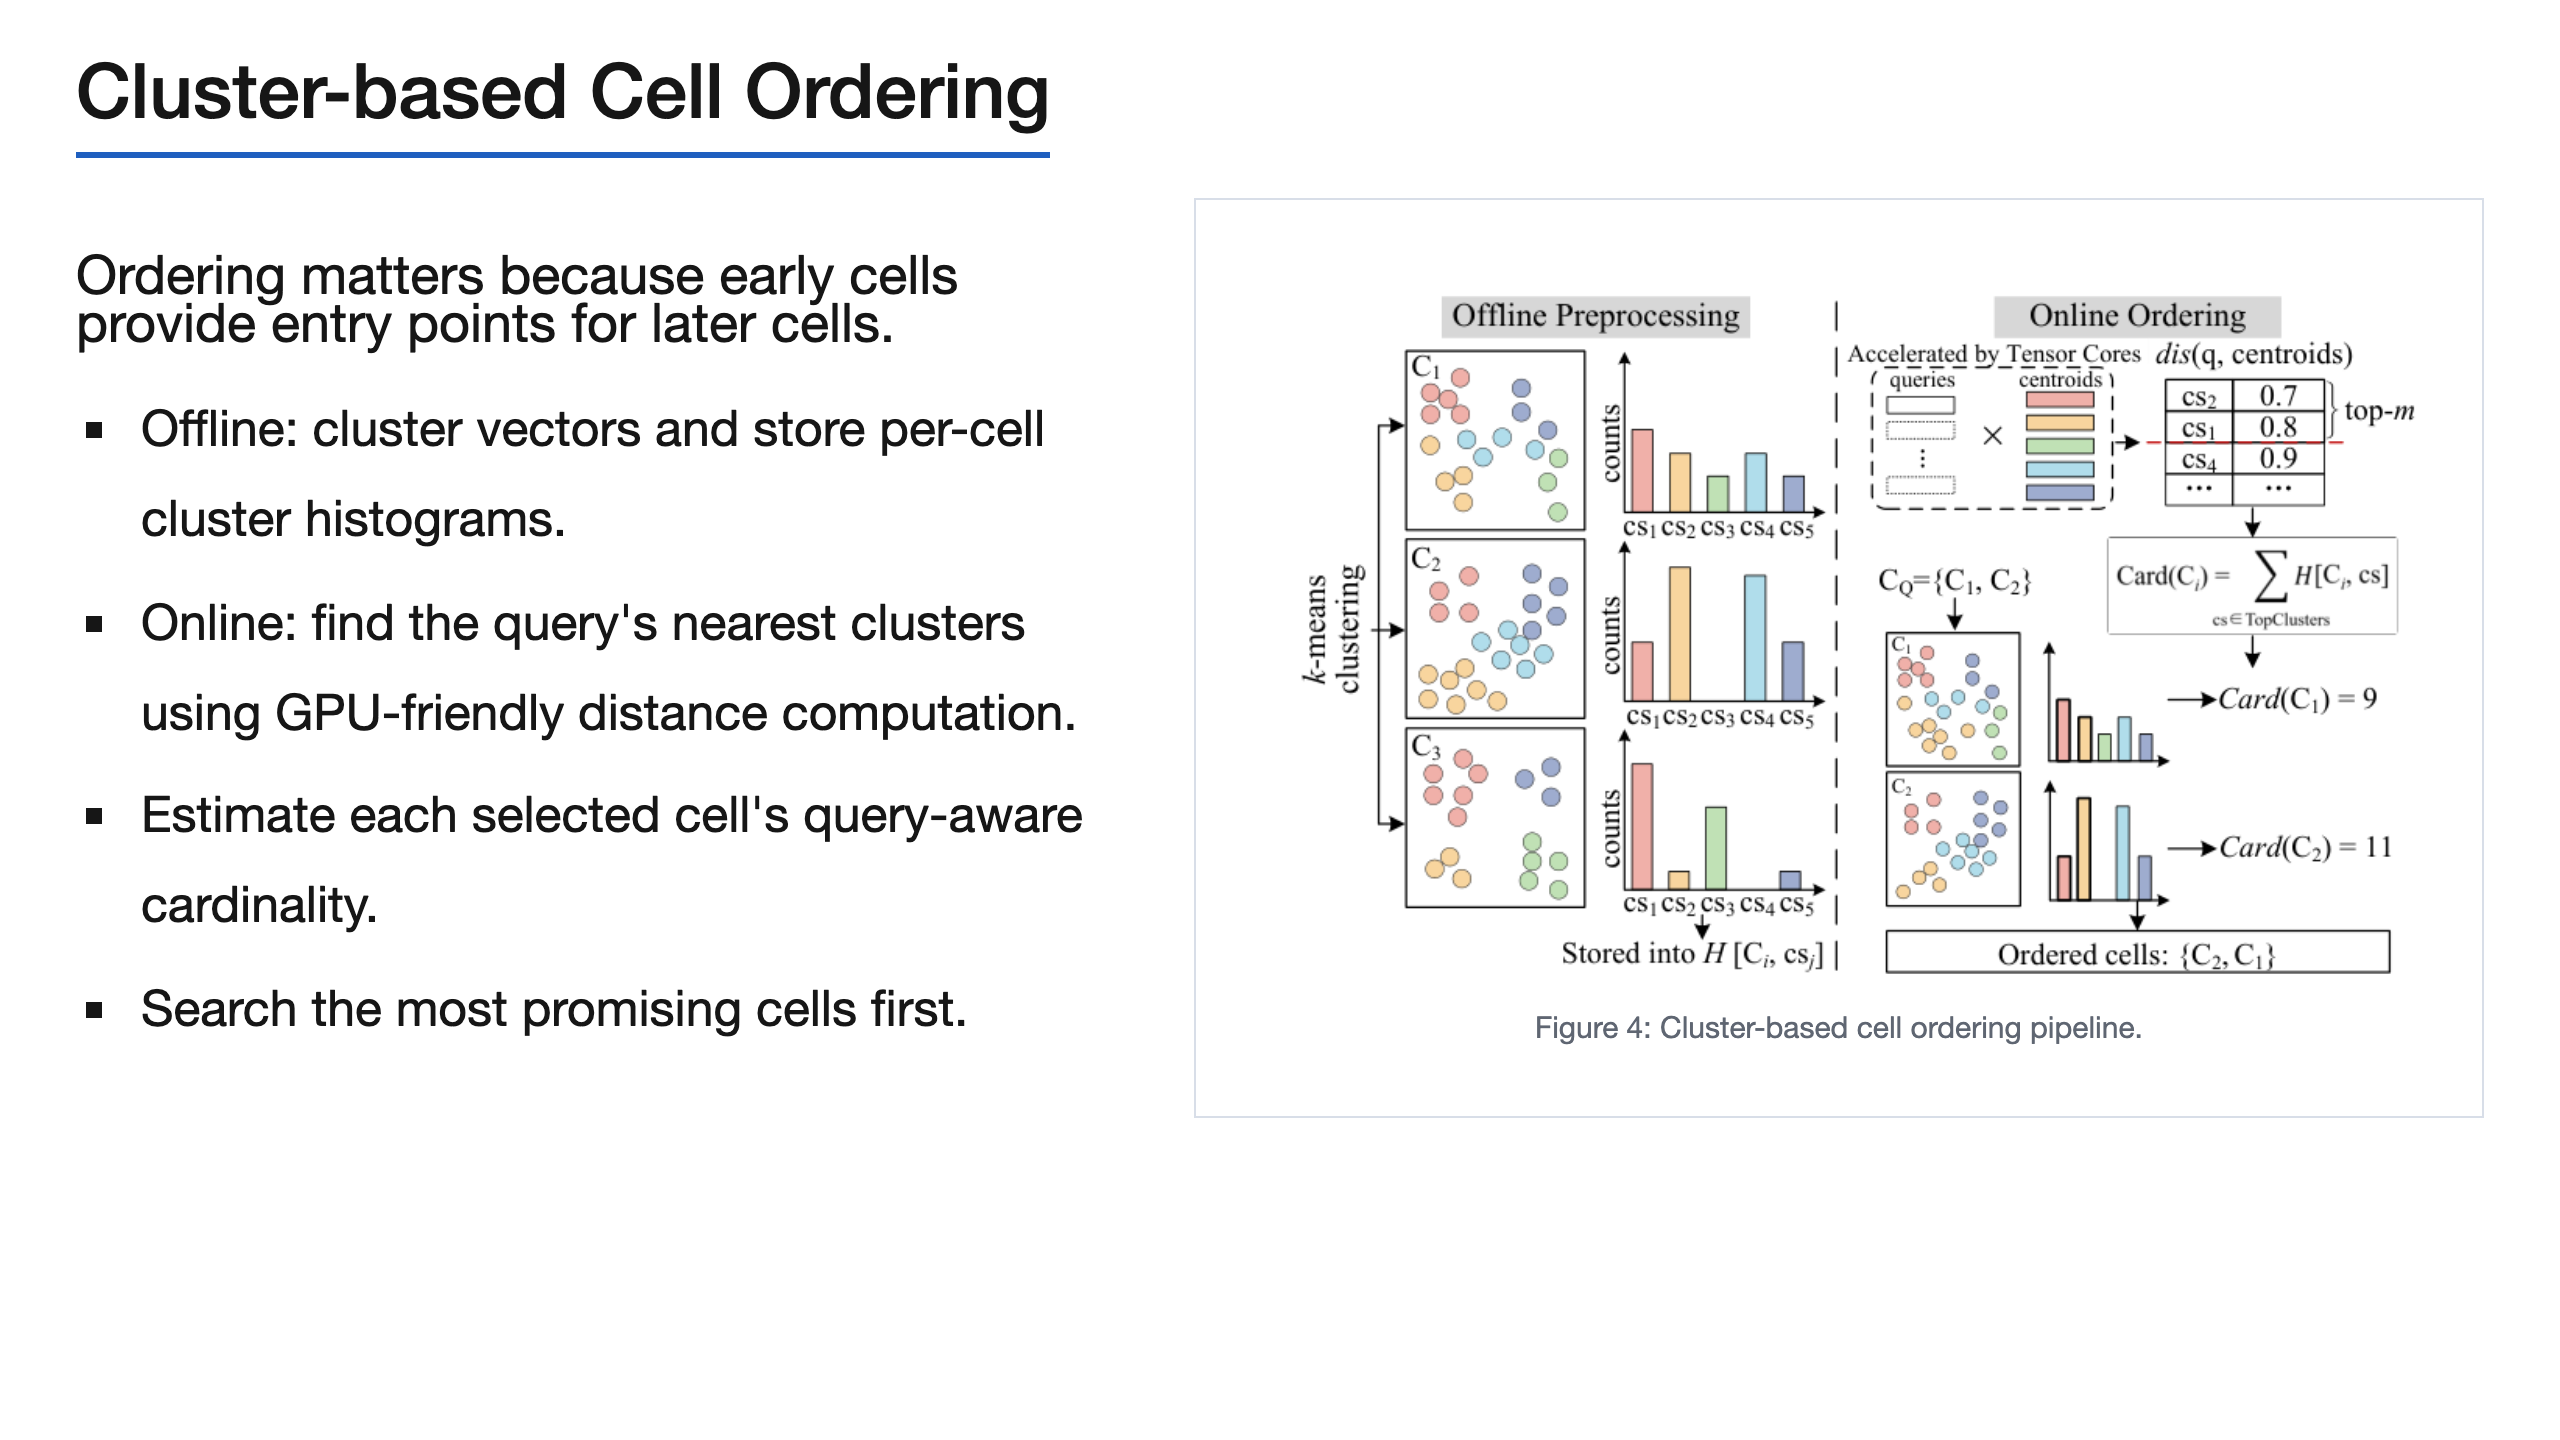 Cluster-based Cell Ordering
Ordering matters because early cells
provide entry points for later cells.
▪ Offline: cluster vectors and store per-cell
cluster histograms.
▪ Online: find the query's nearest clusters
using GPU-friendly distance computation.
▪ Estimate each selected cell's query-aware
cardinality.
▪ Search the most promising cells first.
Offline Preprocessing
k-means
clustering
C₁
counts
cs₁ cs₂ cs₃ cs₄ cs₅
C₂
counts
cs₁ cs₂ cs₃ cs₄ cs₅
C₃
counts
cs₁ cs₂ cs₃ cs₄ cs₅
Stored into H [Cᵢ, csⱼ]
Online Ordering
Accelerated by Tensor Cores
dis(q, centroids)
queries
centroids
×
⋮
cs₂ 0.7
cs₁ 0.8
cs₄ 0.9
... ...
top-m
Card(Cᵢ) = ∑ H[Cᵢ, cs]
cs∈TopClusters
C_Q={C₁, C₂}
C₁
Card(C₁) = 9
C₂
Card(C₂) = 11
Ordered cells: {C₂, C₁}
Figure 4: Cluster-based cell ordering pipeline.